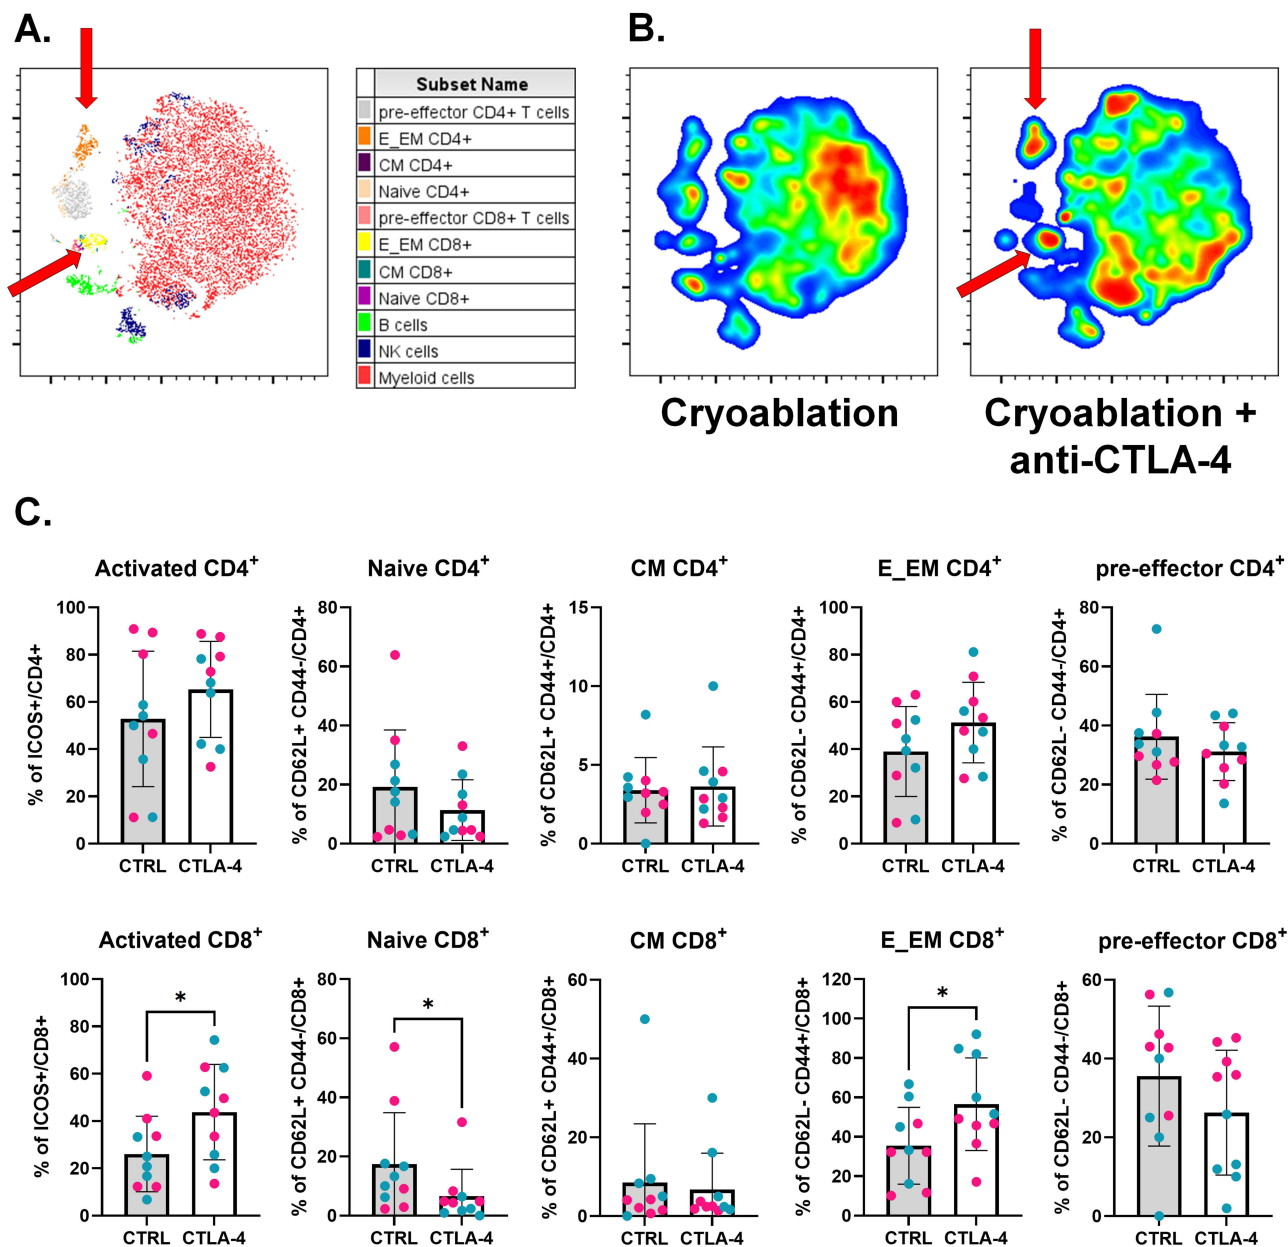 A.
B.
Subset Name
pre-effector CD4+ T cells
E_EM CD4+
CM CD4+
Naive CD4+
pre-effector CD8+ T cells
E_EM CD8+
CM CD8+
Naive CD8+
B cells
NK cells
Myeloid cells
Cryoablation
Cryoablation +
anti-CTLA-4
C.
Activated CD4+
% of ICOS+/CD4+
100
80
60
40
20
0
CTRL CTLA-4
Naive CD4+
% of CD62L+ CD44-/CD4+
80
60
40
20
0
CTRL CTLA-4
CM CD4+
% of CD62L+ CD44+/CD4+
15
10
5
0
CTRL CTLA-4
E_EM CD4+
% of CD62L- CD44+/CD4+
100
80
60
40
20
0
CTRL CTLA-4
pre-effector CD4+
% of CD62L- CD44-/CD4+
80
60
40
20
0
CTRL CTLA-4
Activated CD8+
% of ICOS+/CD8+
100
80
60
40
20
0
*
CTRL CTLA-4
Naive CD8+
% of CD62L+ CD44-/CD8+
80
60
40
20
0
*
CTRL CTLA-4
CM CD8+
% of CD62L+ CD44+/CD8+
60
40
20
0
CTRL CTLA-4
E_EM CD8+
% of CD62L- CD44+/CD8+
120
100
80
60
40
20
0
*
CTRL CTLA-4
pre-effector CD8+
% of CD62L- CD44-/CD8+
60
40
20
0
CTRL CTLA-4